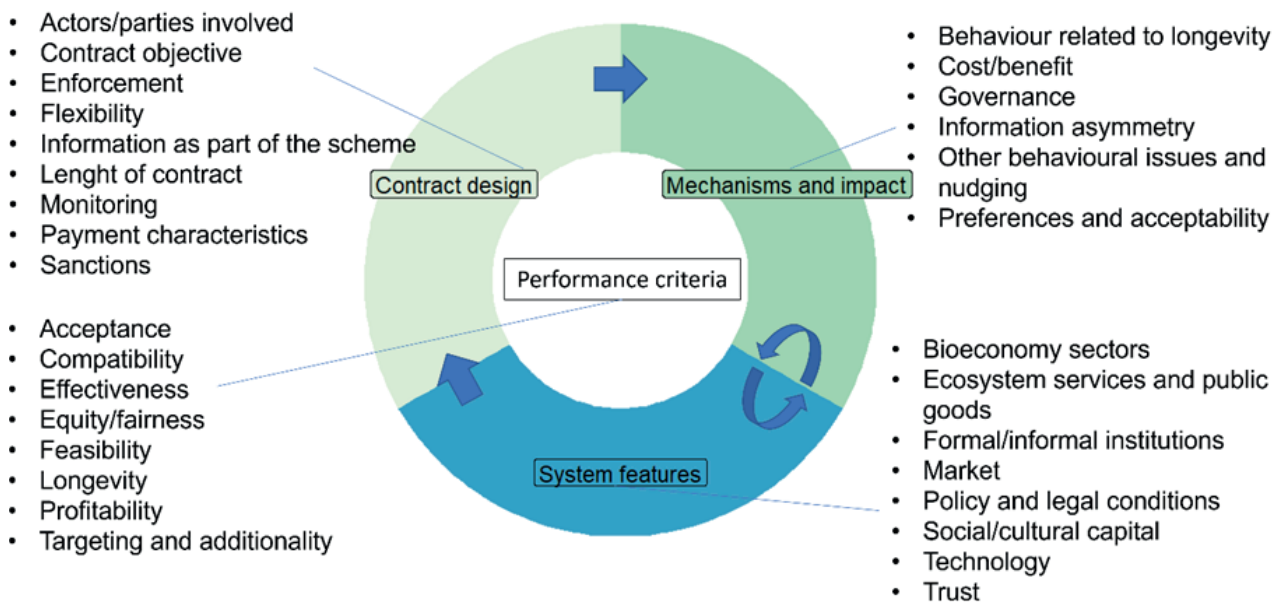 • Actors/parties involved
• Contract objective
• Enforcement
• Flexibility
• Information as part of the scheme
• Lenght of contract
• Monitoring
• Payment characteristics
• Sanctions
• Acceptance
• Compatibility
• Effectiveness
• Equity/fairness
• Feasibility
• Longevity
• Profitability
• Targeting and additionality
Contract design
Mechanisms and impact
Performance criteria
System features
• Behaviour related to longevity
• Cost/benefit
• Governance
• Information asymmetry
• Other behavioural issues and
nudging
• Preferences and acceptability
• Bioeconomy sectors
• Ecosystem services and public
goods
• Formal/informal institutions
• Market
• Policy and legal conditions
• Social/cultural capital
• Technology
• Trust